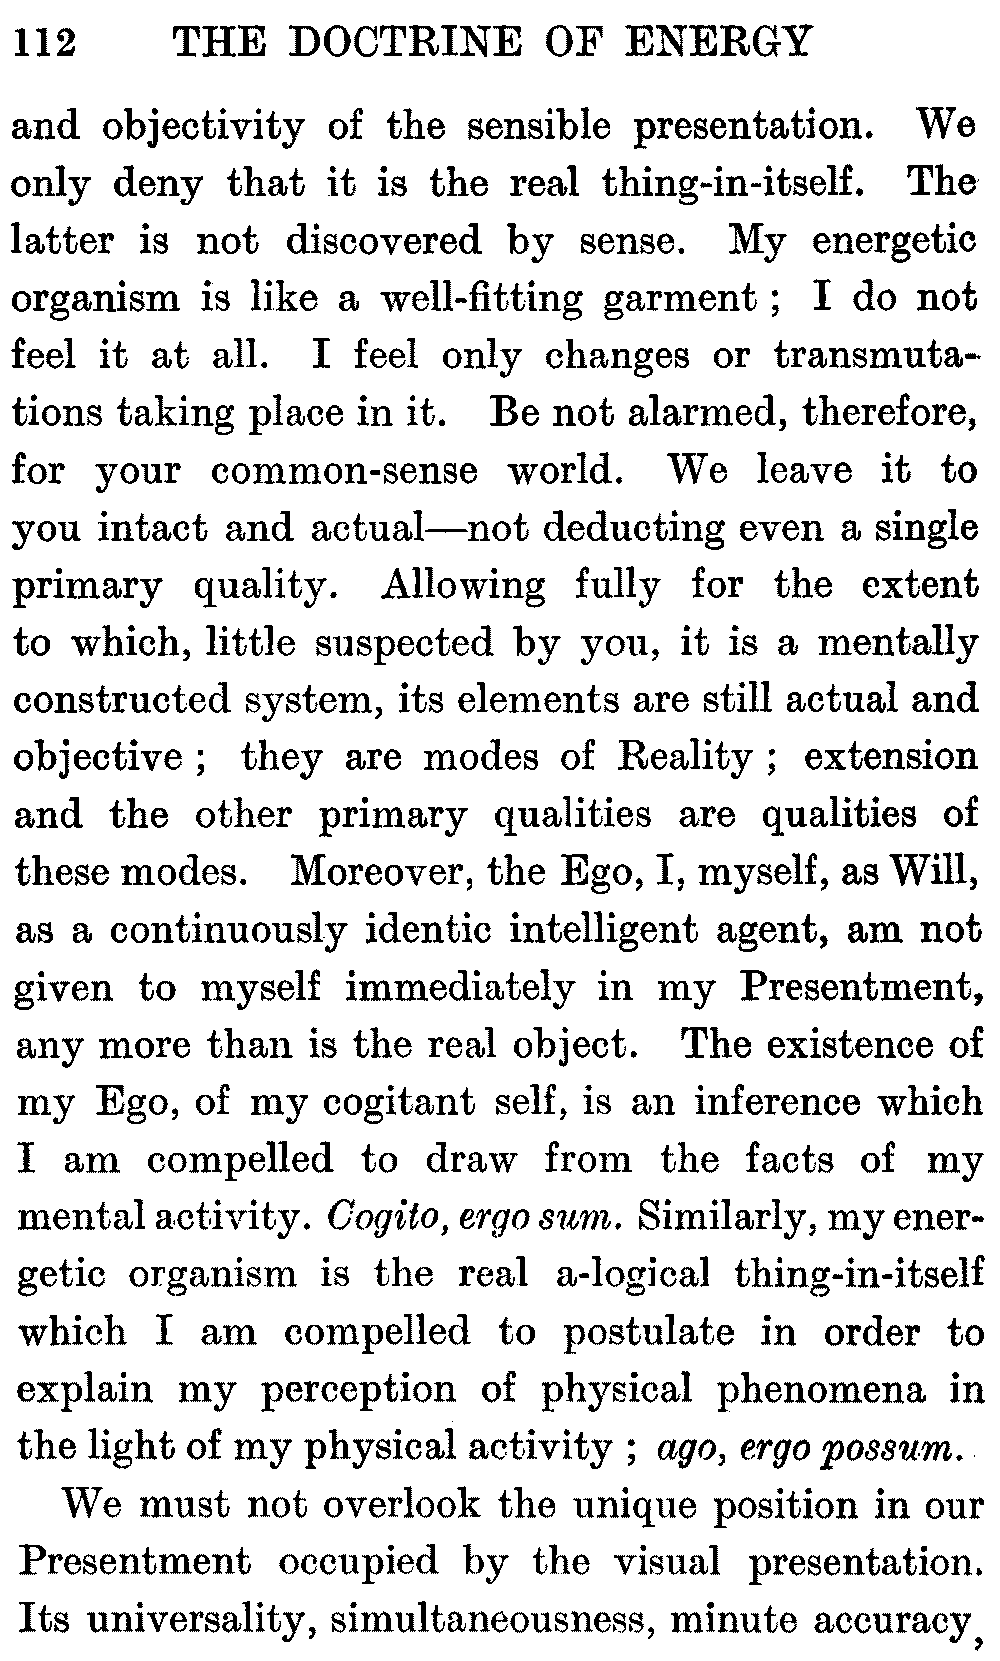 112 THE DOCTRINE OF ENERGY
and objectivity of the sensible presentation. We
only deny that it is the real thing-in-itself. The
latter is not discovered by sense. My energetic
organism is like a well-fitting garment ; I do not
feel it at all. I feel only changes or transmuta-
tions taking place in it. Be not alarmed, therefore,
for your common-sense world. We leave it to
you intact and actual—not deducting even a single
primary quality. Allowing fully for the extent
to which, little suspected by you, it is a mentally
constructed system, its elements are still actual and
objective ; they are modes of Reality ; extension
and the other primary qualities are qualities of
these modes. Moreover, the Ego, I, myself, as Will,
as a continuously identic intelligent agent, am not
given to myself immediately in my Presentment,
any more than is the real object. The existence of
my Ego, of my cogitant self, is an inference which
I am compelled to draw from the facts of my
mental activity. Cogito, ergo sum. Similarly, my ener-
getic organism is the real a-logical thing-in-itself
which I am compelled to postulate in order to
explain my perception of physical phenomena in
the light of my physical activity ; ago, ergo possum.
We must not overlook the unique position in our
Presentment occupied by the visual presentation.
Its universality, simultaneousness, minute accuracy,